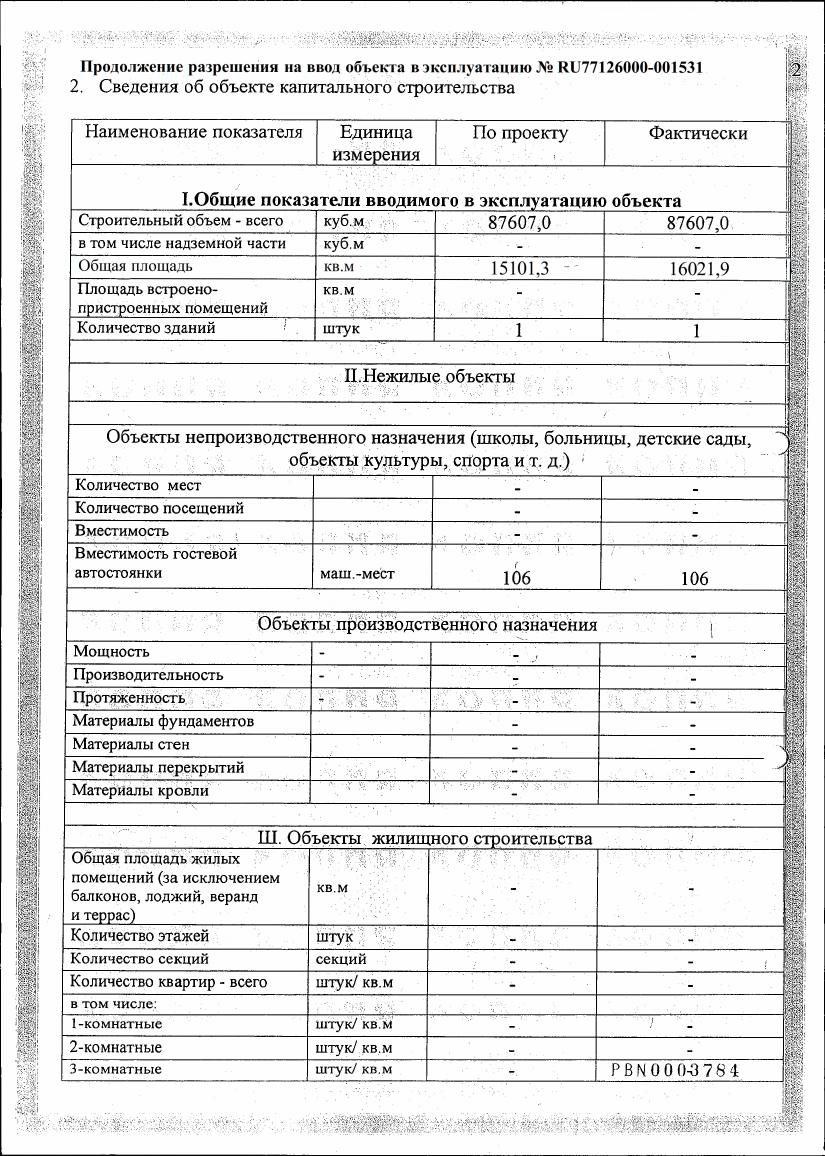 2
Продолжение разрешения на ввод объекта в эксплуатацию № RU77126000-001531
2. Сведения об объекте капитального строительства
Наименование показателя Единица По проекту Фактически
измерения
I.Общие показатели вводимого в эксплуатацию объекта
Строительный объем - всего куб.м 87607,0 87607,0
в том числе надземной части куб.м - -
Общая площадь кв.м 15101,3 16021,9
Площадь встроено- кв.м - -
пристроенных помещений
Количество зданий штук 1 1
II.Нежилые объекты
Объекты непроизводственного назначения (школы, больницы, детские сады,
объекты культуры, спорта и т. д.)
Количество мест - -
Количество посещений - -
Вместимость - -
Вместимость гостевой
автостоянки маш.-мест 106 106
Объекты производственного назначения
Мощность - - -
Производительность - - -
Протяженность - - -
Материалы фундаментов - -
Материалы стен - -
Материалы перекрытий - -
Материалы кровли - -
Ш. Объекты жилищного строительства
Общая площадь жилых
помещений (за исключением кв.м - -
балконов, лоджий, веранд
и террас)
Количество этажей штук - -
Количество секций секций - -
Количество квартир - всего штук/ кв.м - -
в том числе:
1-комнатные штук/ кв.м - -
2-комнатные штук/ кв.м - -
3-комнатные штук/ кв.м - PBN0003784